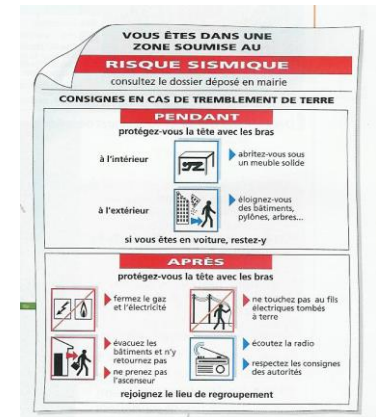 VOUS ÊTES DANS UNE
ZONE SOUMISE AU
RISQUE SISMIQUE
consultez le dossier déposé en mairie
CONSIGNES EN CAS DE TREMBLEMENT DE TERRE
PENDANT
protégez-vous la tête avec les bras
à l'intérieur
abritez-vous sous
un meuble solide
à l'extérieur
éloignez-vous
des bâtiments,
pylônes, arbres...
si vous êtes en voiture, restez-y
APRÈS
protégez-vous la tête avec les bras
fermez le gaz
et l'électricité
ne touchez pas au fils
électriques tombés
à terre
évacuez les
bâtiments et n'y
retournez pas
ne prenez pas
l'ascenseur
écoutez la radio
respectez les consignes
des autorités
rejoignez le lieu de regroupement